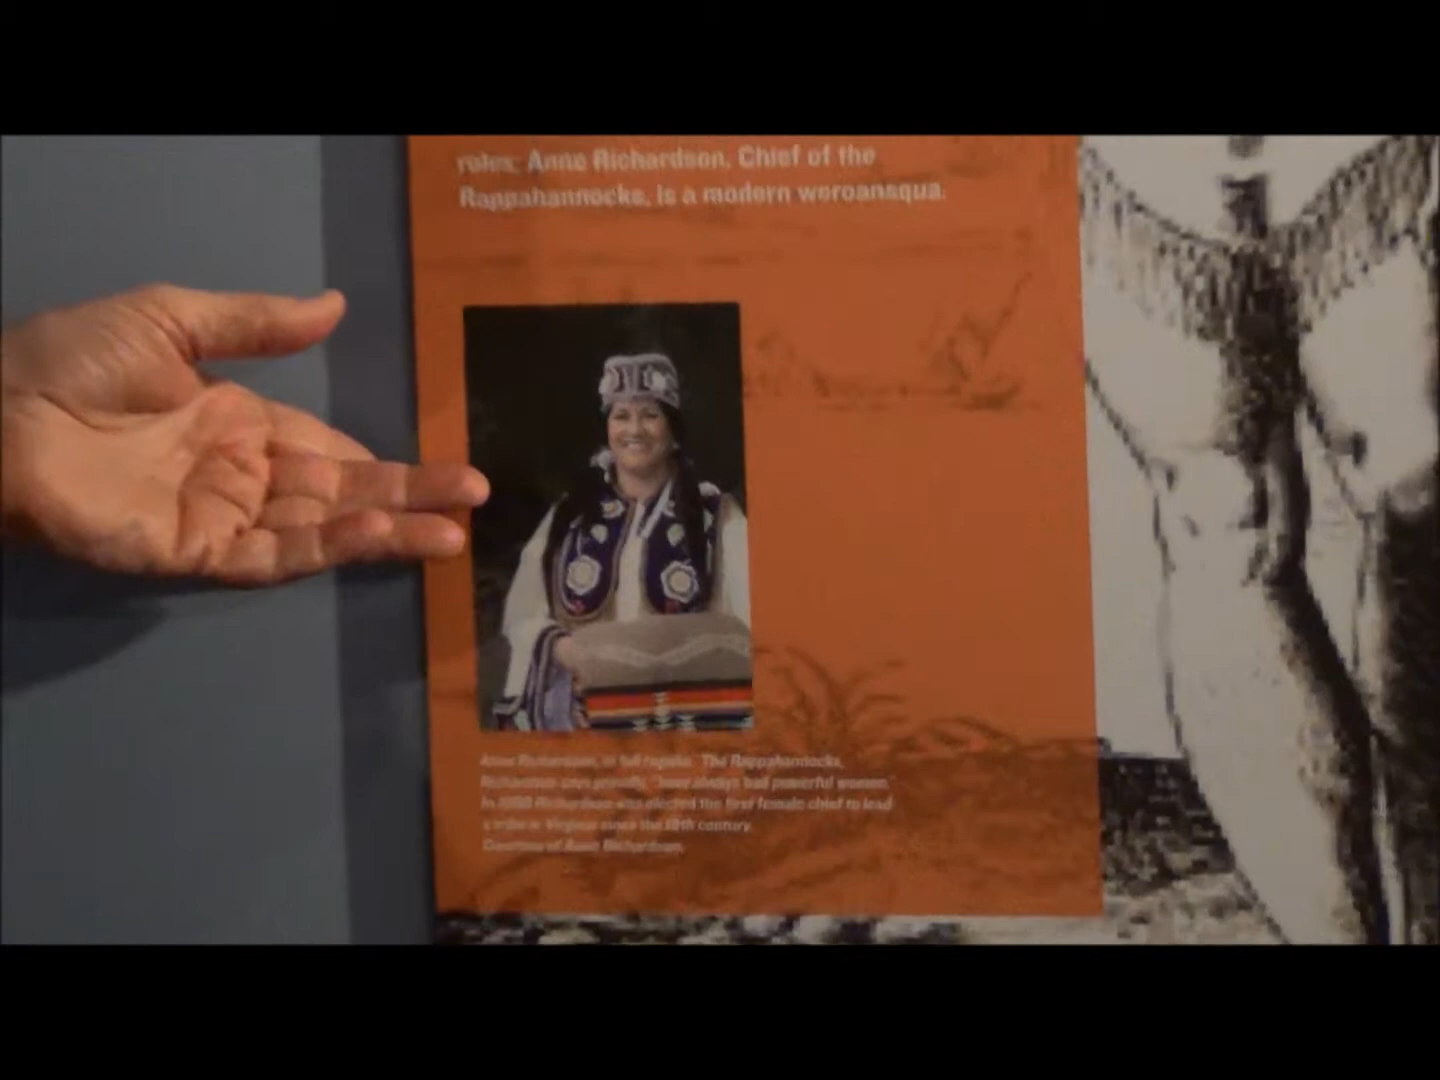 roles; Anne Richardson, Chief of the
Rappahannocks, is a modern weroansqua.
Anne Richardson, in full regalia. The Rappahannocks,
Richardson says proudly, "have always had powerful women."
In 1998 Richardson was elected the first female chief to lead
a tribe in Virginia since the 18th century.
Courtesy of Anne Richardson.